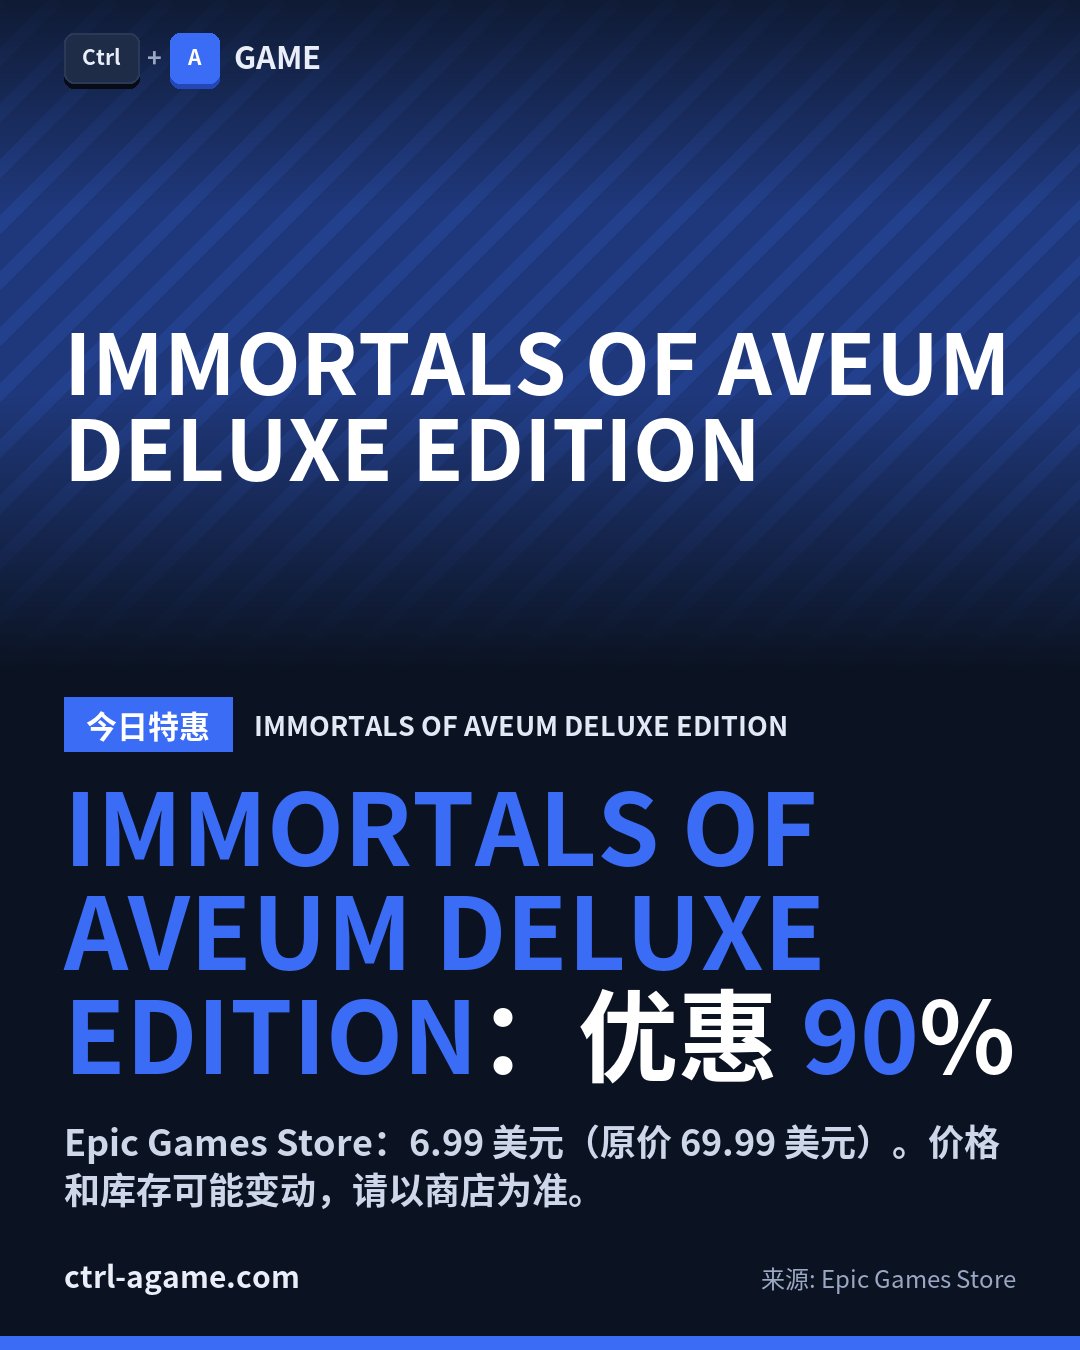 Ctrl + A GAME
IMMORTALS OF AVEUM
DELUXE EDITION
今日特惠 IMMORTALS OF AVEUM DELUXE EDITION
IMMORTALS OF
AVEUM DELUXE
EDITION：优惠 90%
Epic Games Store：6.99 美元（原价 69.99 美元）。价格
和库存可能变动，请以商店为准。
ctrl-agame.com
来源: Epic Games Store